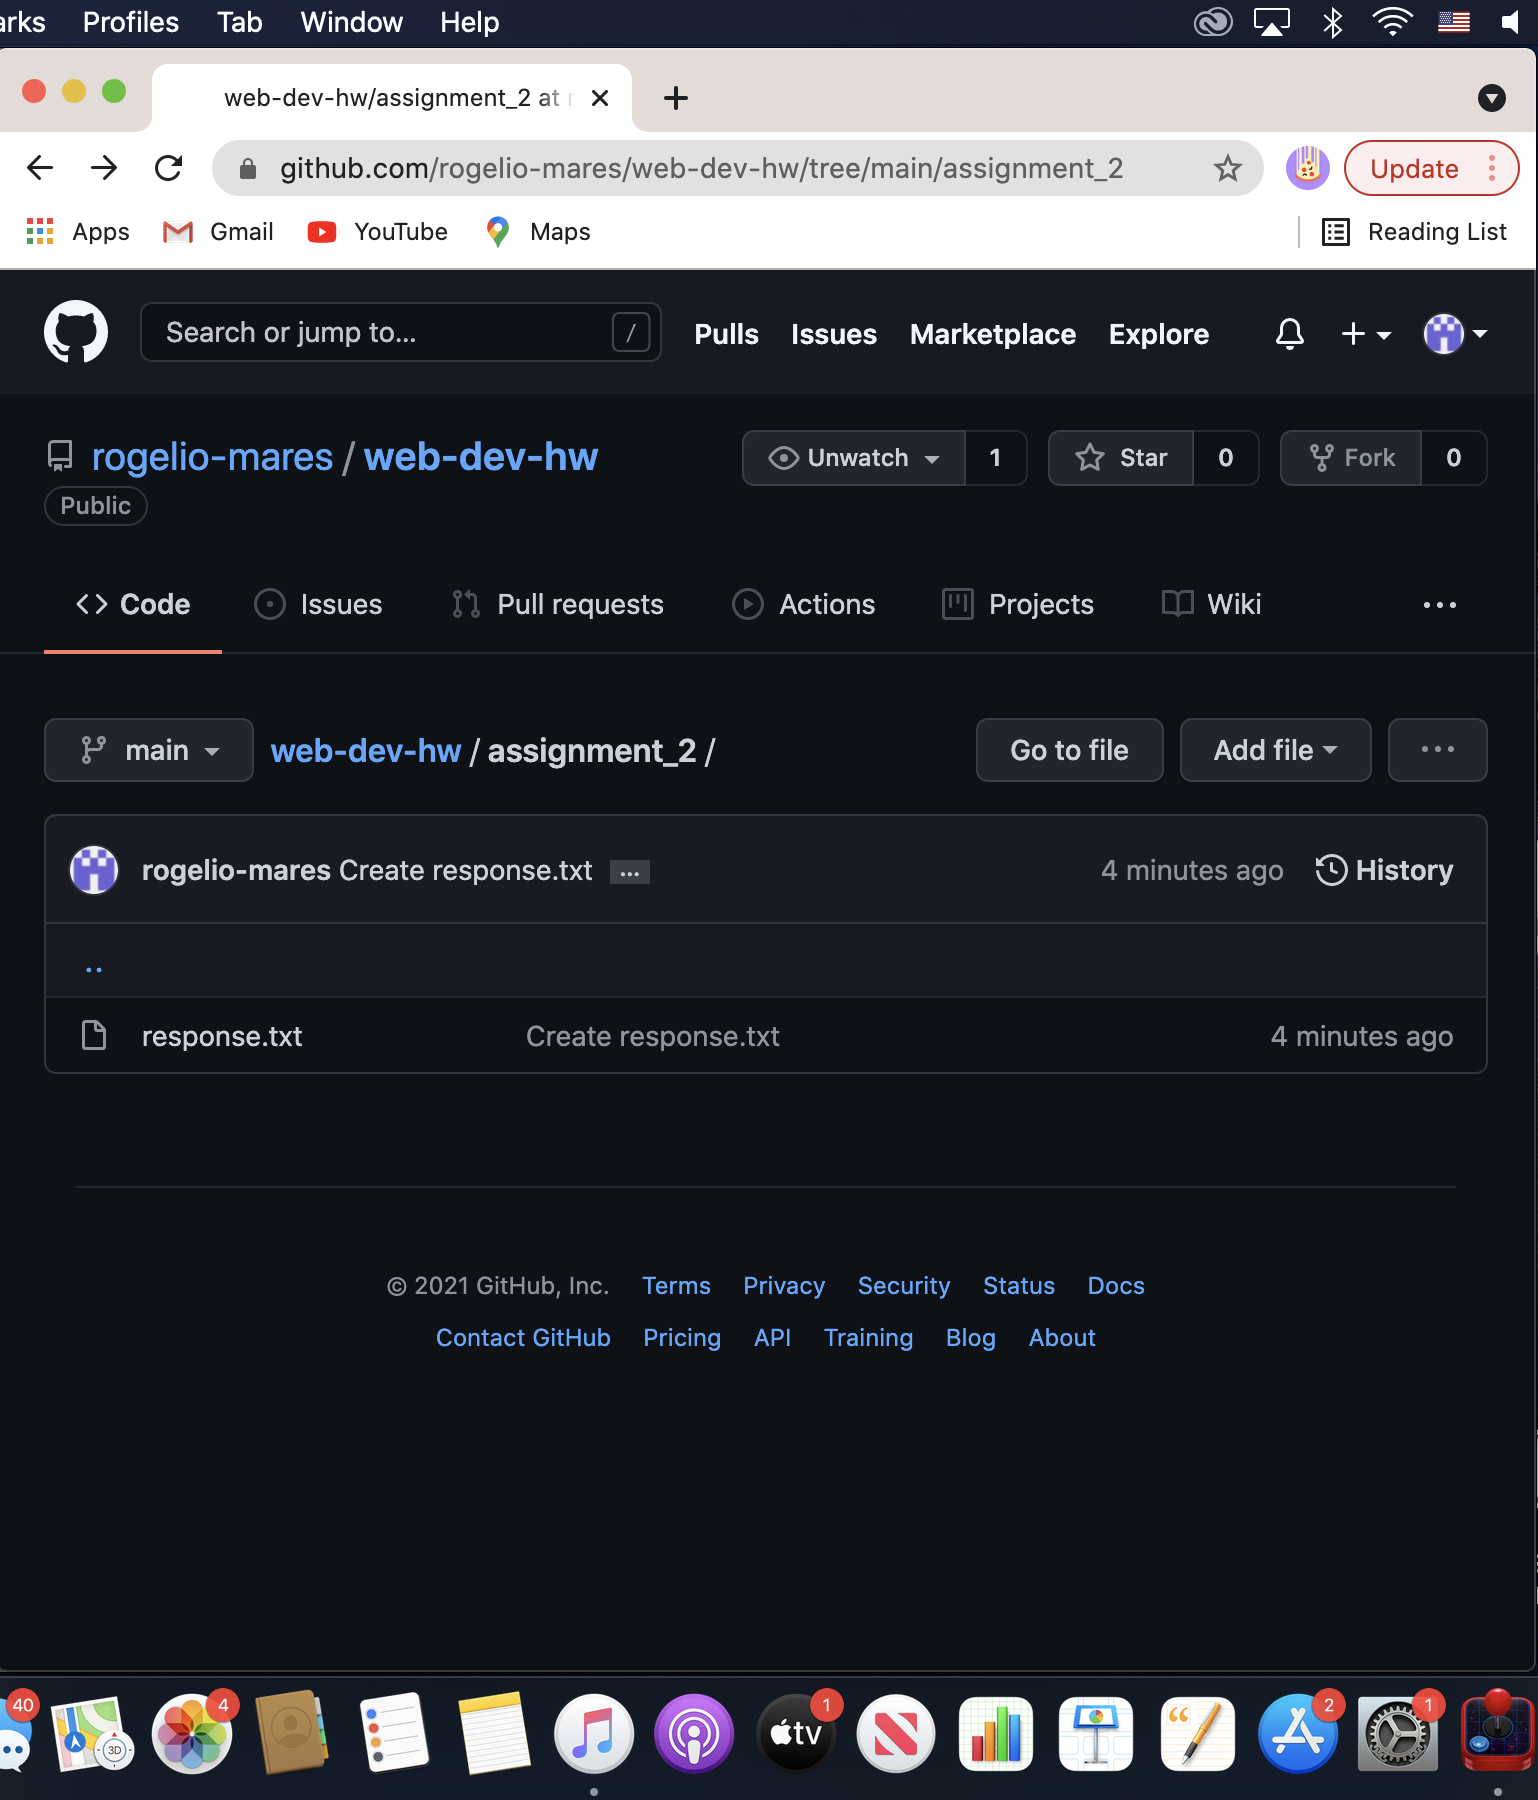 arks Profiles Tab Window Help
web-dev-hw/assignment_2 at
github.com/rogelio-mares/web-dev-hw/tree/main/assignment_2 Update
Apps Gmail YouTube Maps Reading List
Search or jump to... / Pulls Issues Marketplace Explore
rogelio-mares / web-dev-hw Unwatch 1 Star 0 Fork 0
Public
Code Issues Pull requests Actions Projects Wiki ...
main web-dev-hw / assignment_2 / Go to file Add file ...
rogelio-mares Create response.txt ... 4 minutes ago History
..
response.txt Create response.txt 4 minutes ago
© 2021 GitHub, Inc. Terms Privacy Security Status Docs
Contact GitHub Pricing API Training Blog About
40 4 1 2 1
3D tv